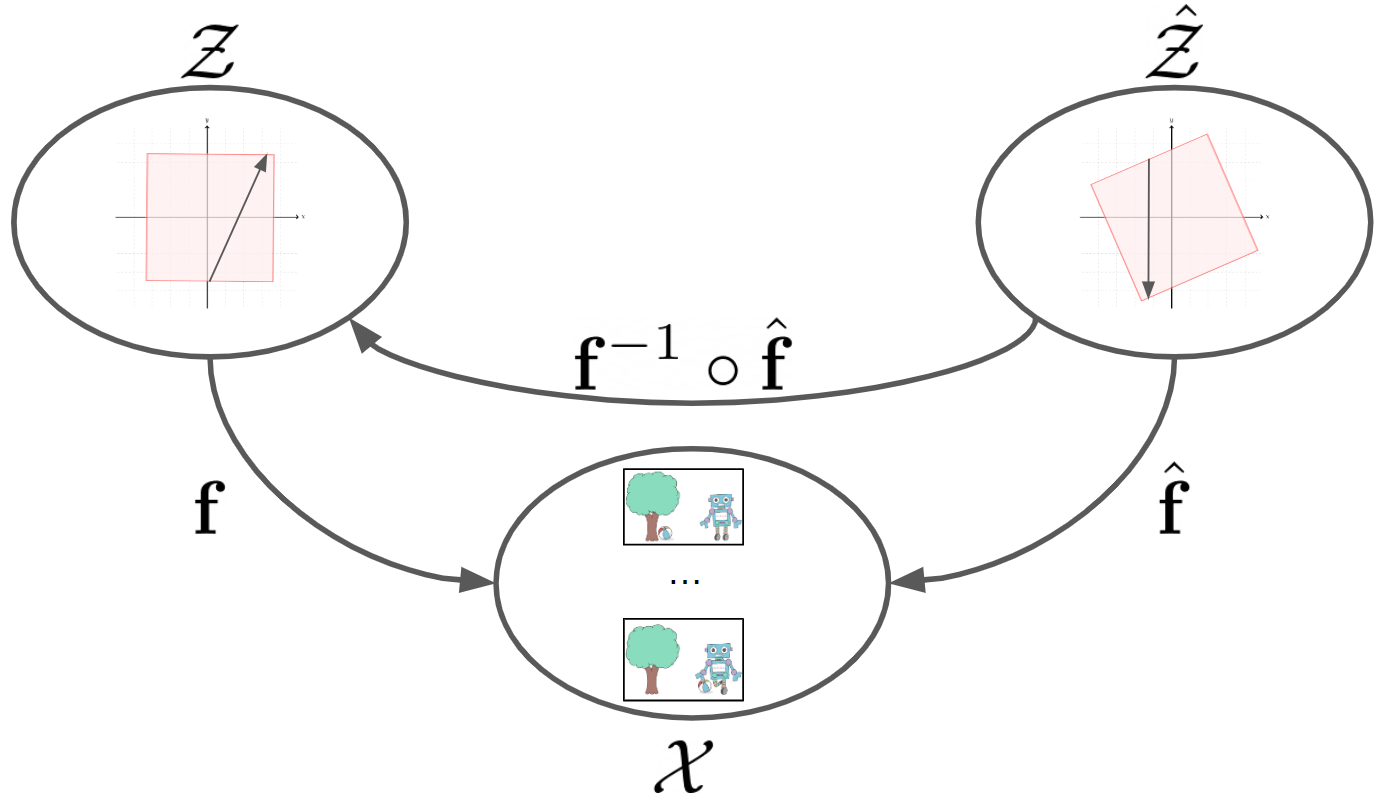 𝒵
𝒵̂
y
x
y
x
f⁻¹ ∘ f̂
f
f̂
...
𝒳